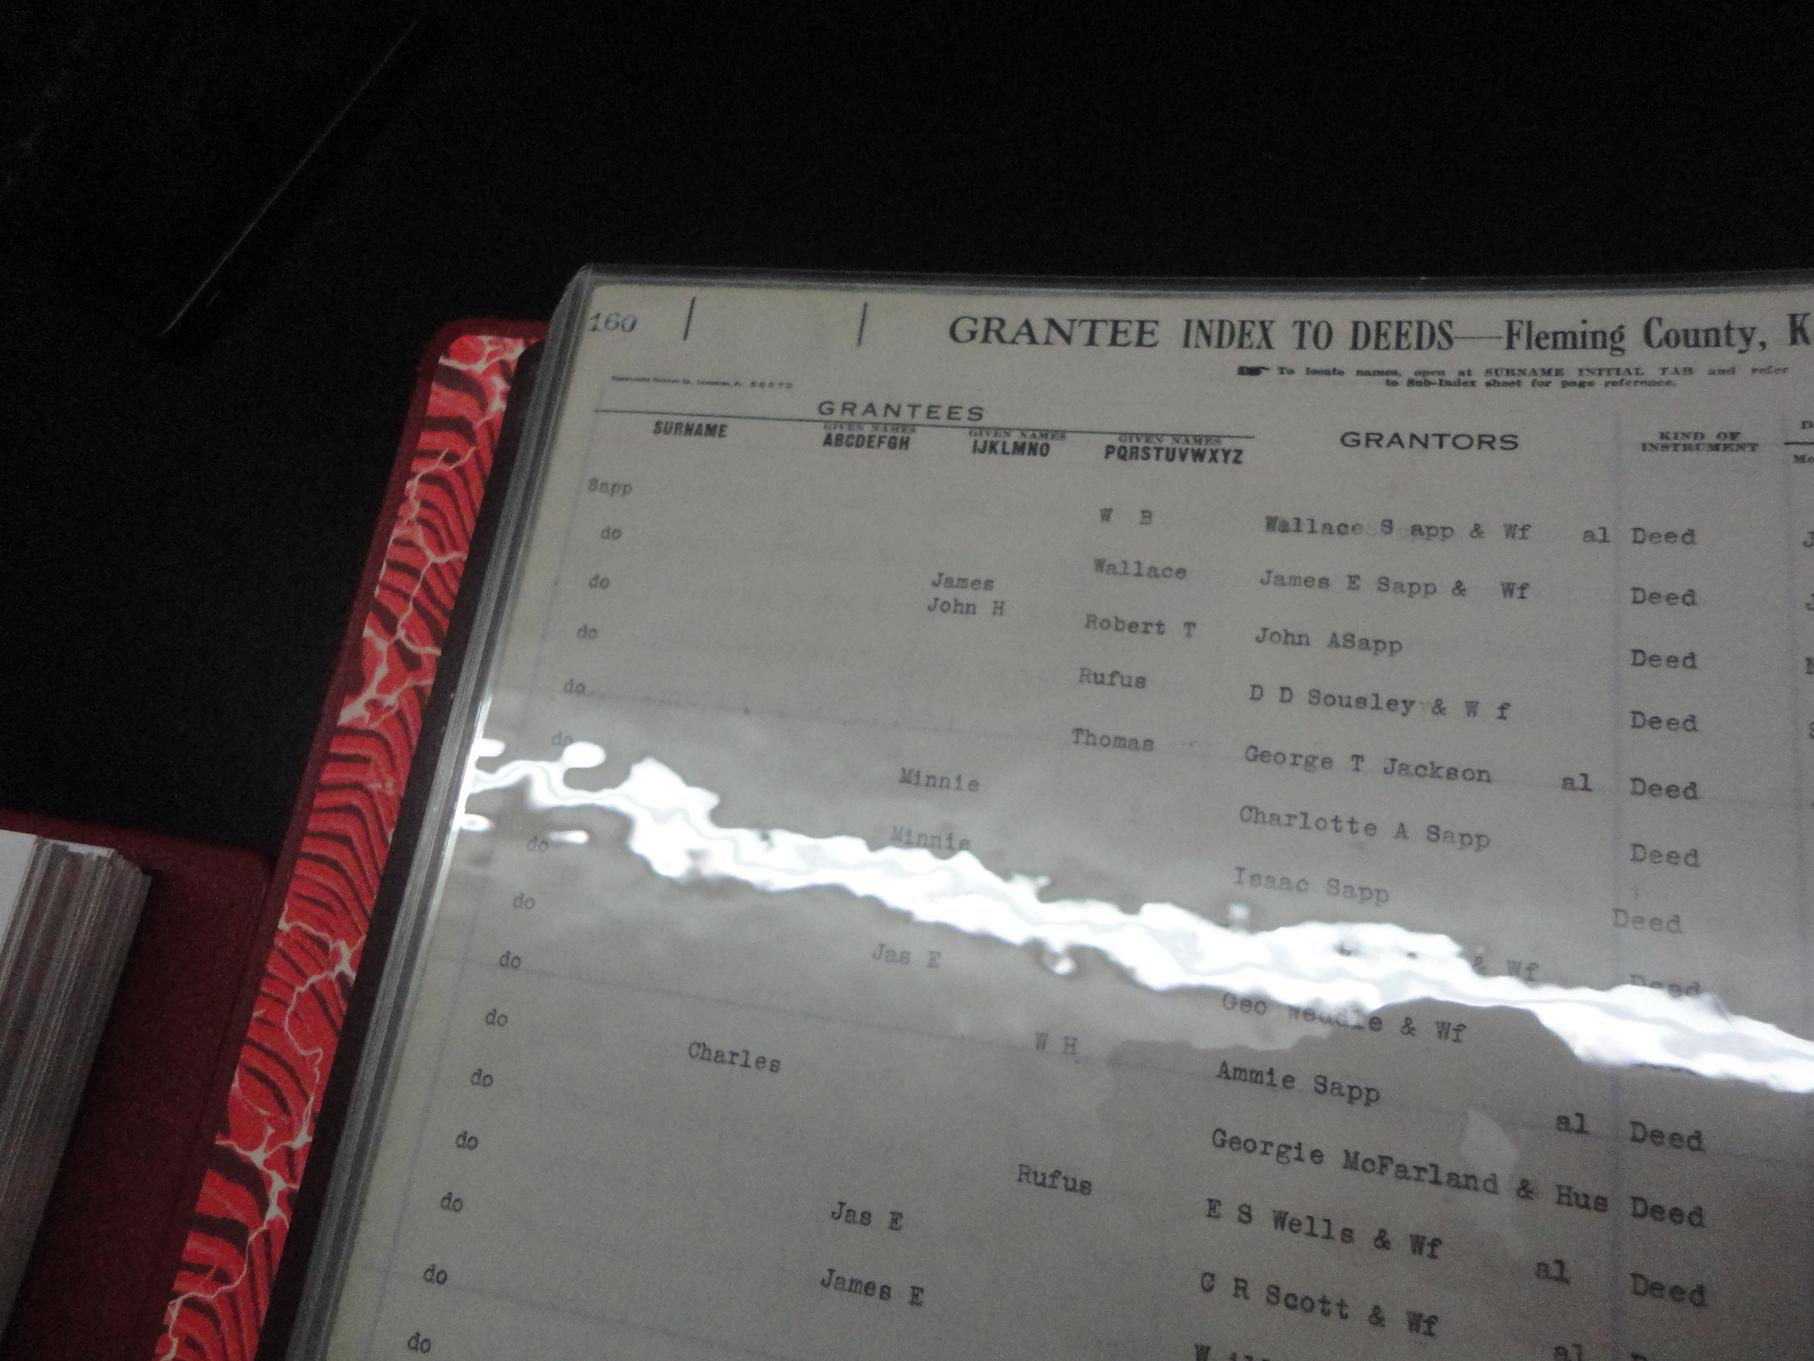 160
GRANTEE INDEX TO DEEDS—Fleming County, K
To locate names, open at SURNAME INITIAL TAB and refer
to Sub-Index sheet for page reference.
GRANTEES
SURNAME GIVEN NAMES ABCDEFGH GIVEN NAMES IJKLMNO GIVEN NAMES PQRSTUVWXYZ GRANTORS KIND OF INSTRUMENT
Sapp W B Wallace S app & Wf al Deed
do Wallace James E Sapp & Wf Deed
do James
John H Robert T John ASapp Deed
do Rufus D D Sousley & W f Deed
do Thomas George T Jackson al Deed
do Minnie Charlotte A Sapp Deed
do Minnie Isaac Sapp Deed
do & Wf Deed
do Jas E Geo Weddle & Wf
do W H Ammie Sapp al Deed
do Charles Georgie McFarland & Hus Deed
do Rufus E S Wells & Wf al Deed
do Jas E C R Scott & Wf al
do James E
do